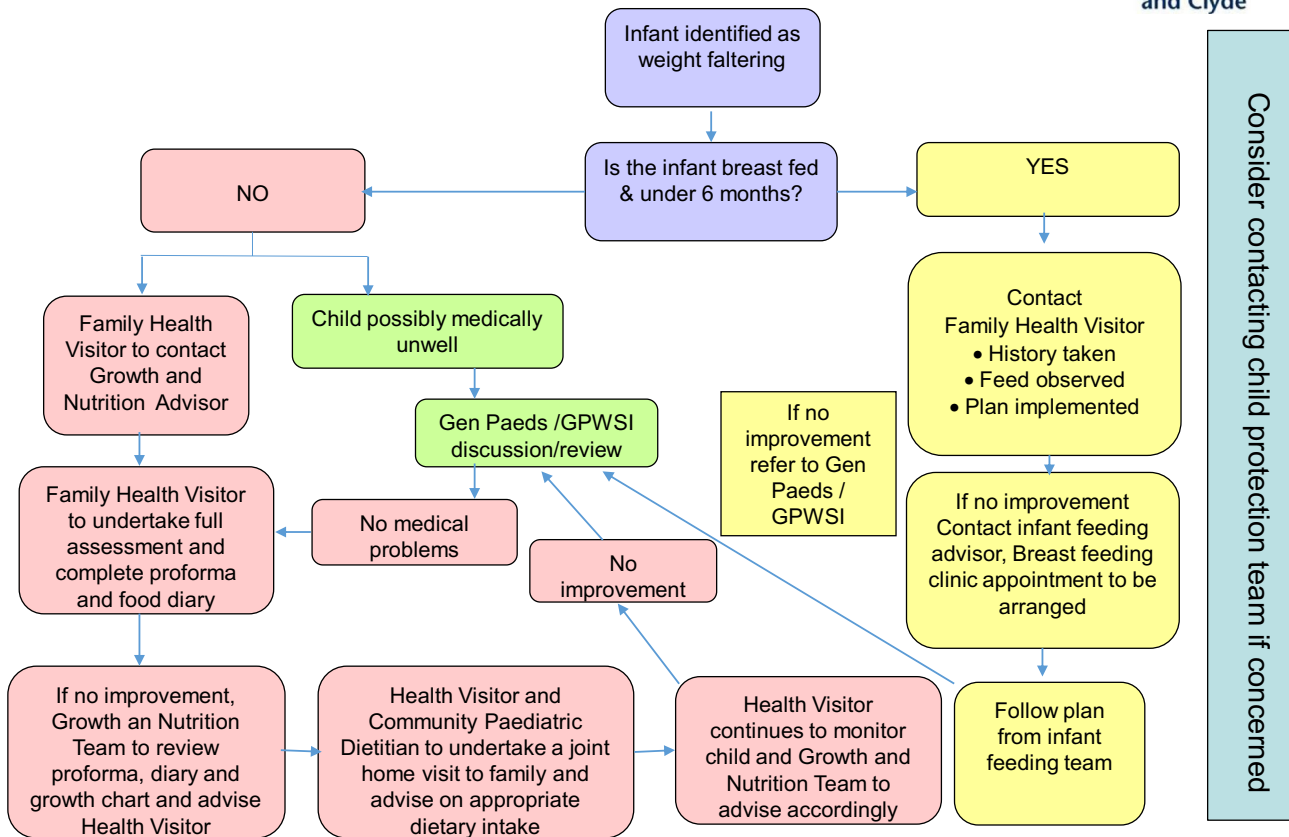 and Clyde
Infant identified as
weight faltering
Is the infant breast fed
& under 6 months?
NO
YES
Family Health
Visitor to contact
Growth and
Nutrition Advisor
Child possibly medically
unwell
Gen Paeds /GPWSI
discussion/review
No medical
problems
Family Health Visitor
to undertake full
assessment and
complete proforma
and food diary
If no improvement,
Growth an Nutrition
Team to review
proforma, diary and
growth chart and advise
Health Visitor
Health Visitor and
Community Paediatric
Dietitian to undertake a joint
home visit to family and
advise on appropriate
dietary intake
Health Visitor
continues to monitor
child and Growth and
Nutrition Team to
advise accordingly
No
improvement
If no
improvement
refer to Gen
Paeds /
GPWSI
Contact
Family Health Visitor
• History taken
• Feed observed
• Plan implemented
If no improvement
Contact infant feeding
advisor, Breast feeding
clinic appointment to be
arranged
Follow plan
from infant
feeding team
Consider contacting child protection team if concerned